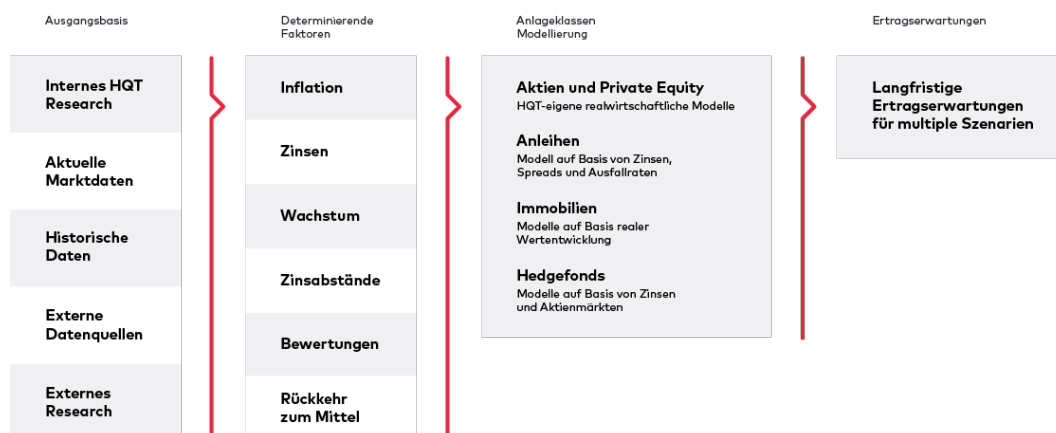 Ausgangsbasis
Internes HQT
Research
Aktuelle
Marktdaten
Historische
Daten
Externe
Datenquellen
Externes
Research
Determinierende
Faktoren
Inflation
Zinsen
Wachstum
Zinsabstände
Bewertungen
Rückkehr
zum Mittel
Anlageklassen
Modellierung
Aktien und Private Equity
HQT-eigene realwirtschaftliche Modelle
Anleihen
Modell auf Basis von Zinsen,
Spreads und Ausfallraten
Immobilien
Modelle auf Basis realer
Wertentwicklung
Hedgefonds
Modelle auf Basis von Zinsen
und Aktienmärkten
Ertragserwartungen
Langfristige
Ertragserwartungen
für multiple Szenarien